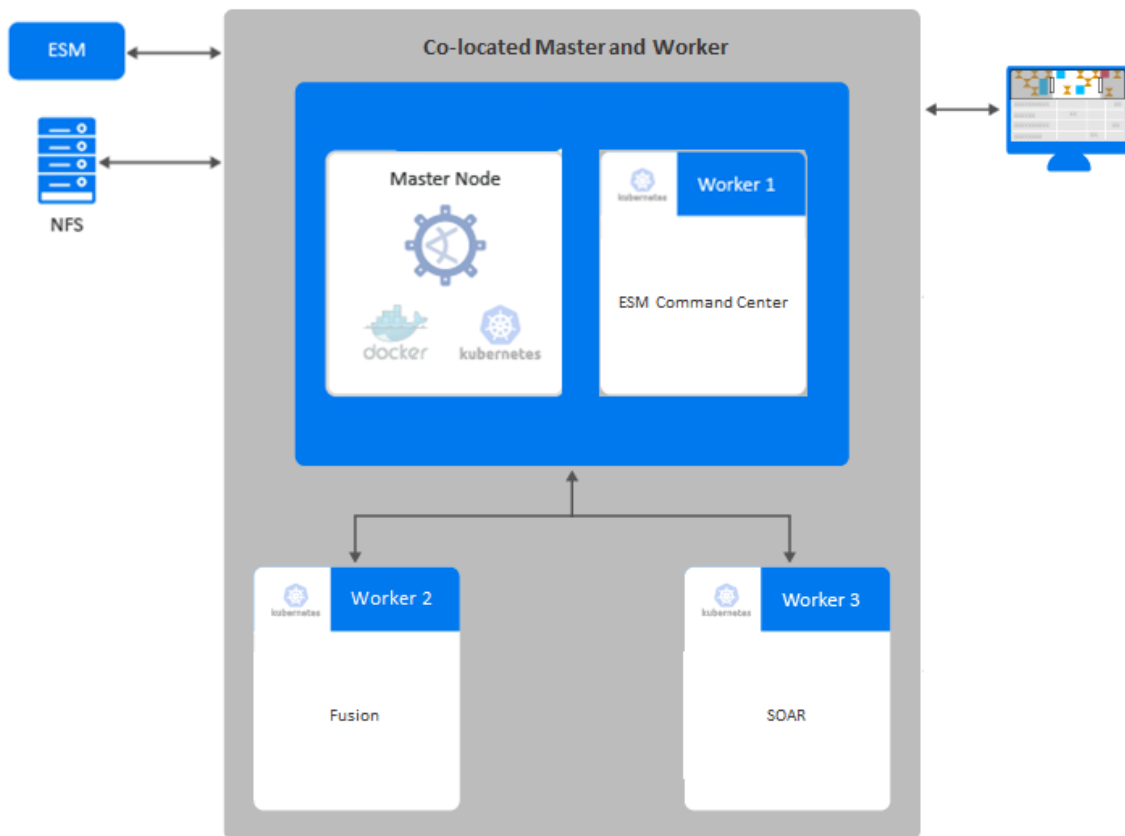 ESM
NFS
Co-located Master and Worker
Master Node
docker
kubernetes
kubernetes
Worker 1
ESM Command Center
kubernetes
Worker 2
Fusion
kubernetes
Worker 3
SOAR